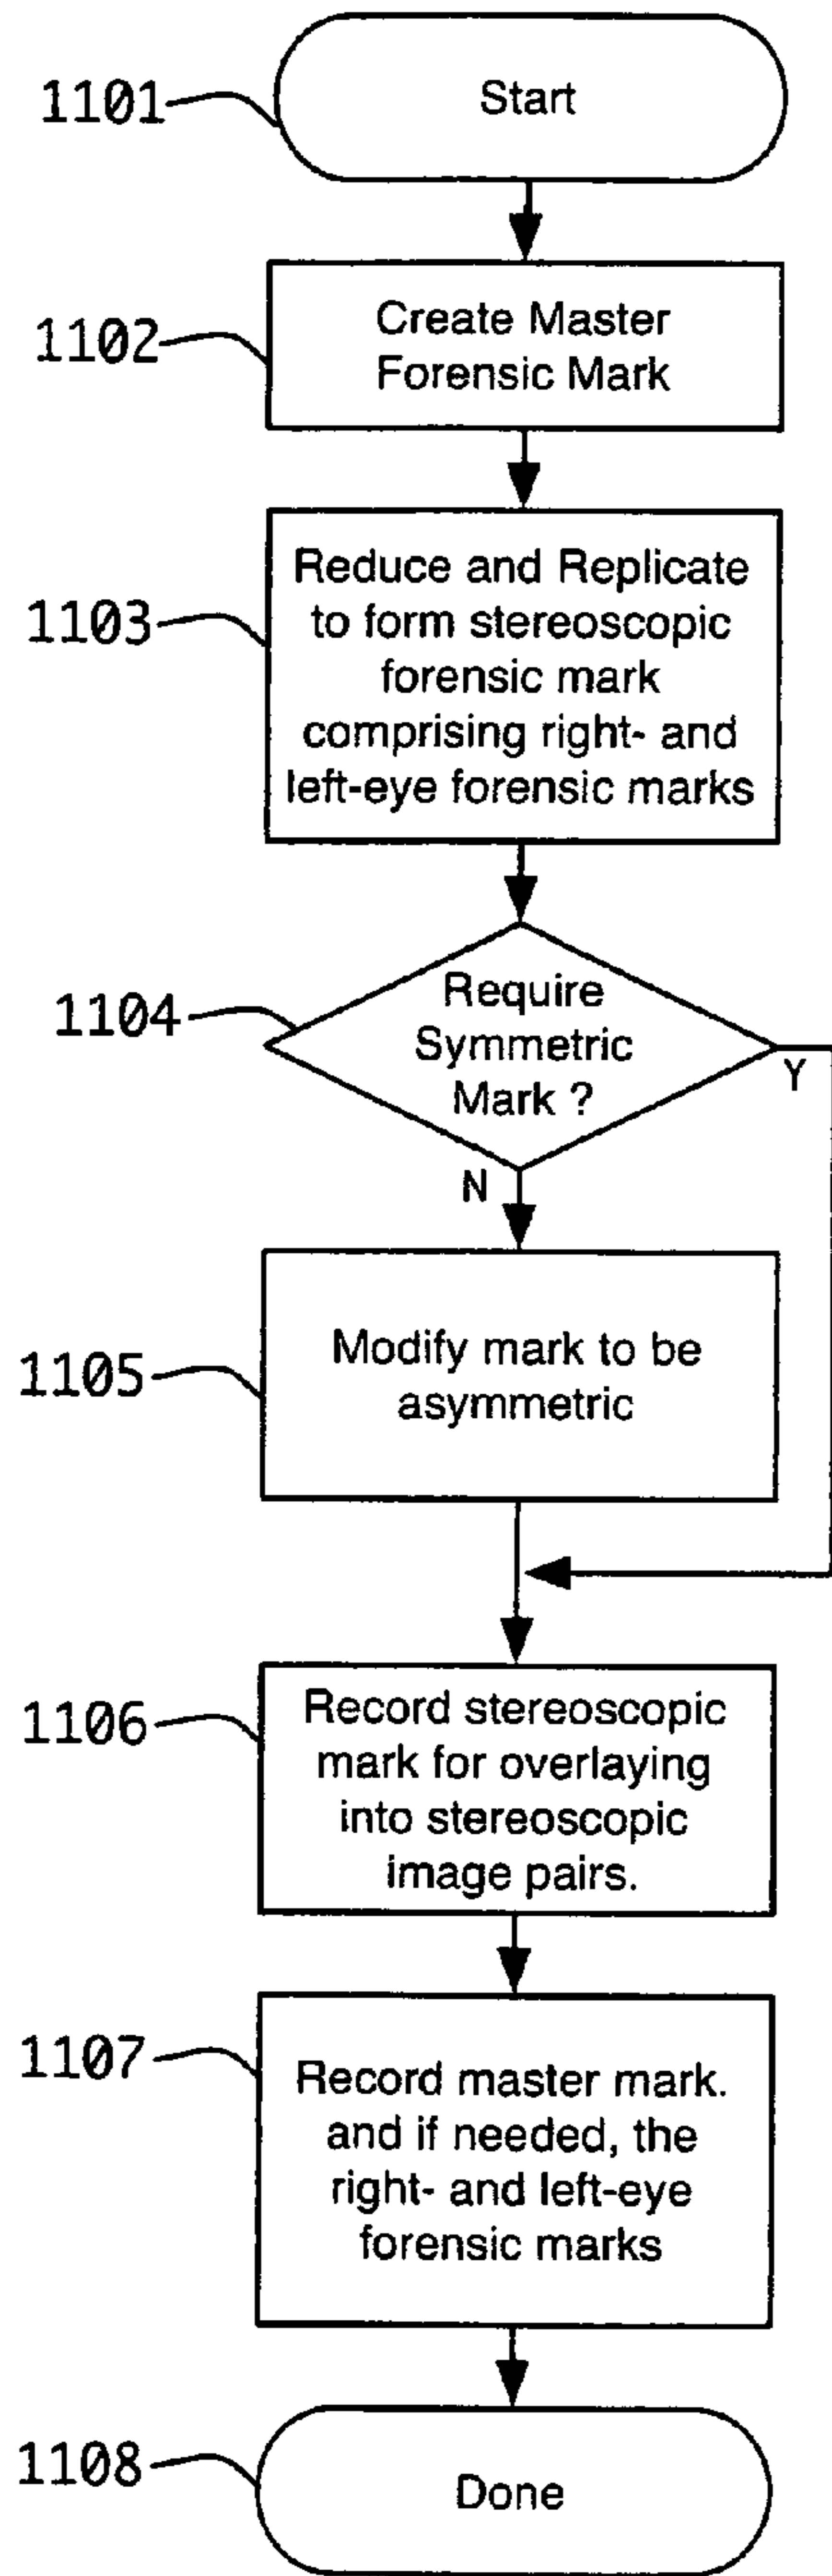 1101
Start
1102
Create Master
Forensic Mark
1103
Reduce and Replicate
to form stereoscopic
forensic mark
comprising right- and
left-eye forensic marks
1104
Require
Symmetric
Mark ?
Y
N
1105
Modify mark to be
asymmetric
1106
Record stereoscopic
mark for overlaying
into stereoscopic
image pairs.
1107
Record master mark.
and if needed, the
right- and left-eye
forensic marks
1108
Done